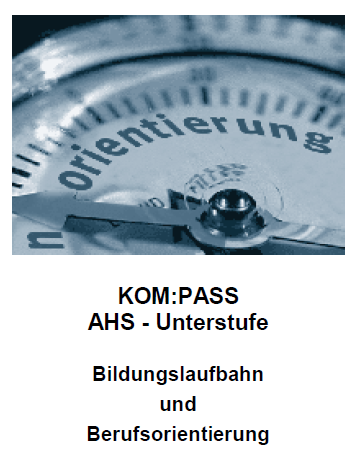 orientierung
n
KOM:PASS
AHS - Unterstufe
Bildungslaufbahn
und
Berufsorientierung